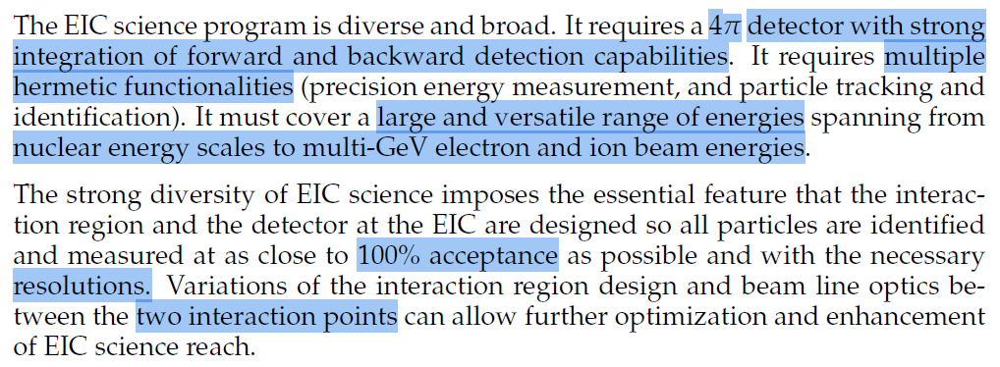 The EIC science program is diverse and broad. It requires a 4π detector with strong
integration of forward and backward detection capabilities. It requires multiple
hermetic functionalities (precision energy measurement, and particle tracking and
identification). It must cover a large and versatile range of energies spanning from
nuclear energy scales to multi-GeV electron and ion beam energies.
The strong diversity of EIC science imposes the essential feature that the interac-
tion region and the detector at the EIC are designed so all particles are identified
and measured at as close to 100% acceptance as possible and with the necessary
resolutions. Variations of the interaction region design and beam line optics be-
tween the two interaction points can allow further optimization and enhancement
of EIC science reach.